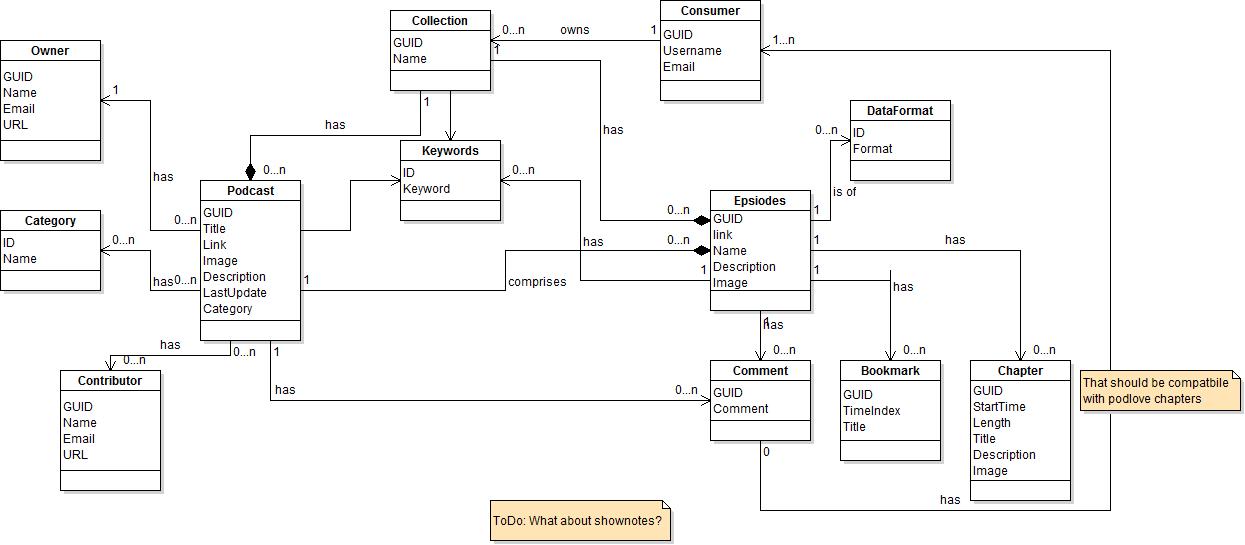 Collection
GUID
Name
Consumer
GUID
Username
Email
0...n
owns
1
1
1...n
Owner
GUID
Name
Email
URL
1
has
0...n
1
has
0...n
has
Keywords
ID
Keyword
0...n
DataFormat
ID
Format
0...n
is of
Podcast
GUID
Title
Link
Image
Description
LastUpdate
Category
Category
ID
Name
0...n
has
0...n
Epsiodes
GUID
link
Name
Description
Image
0...n
0...n
has
1
comprises
1
1
1
1
has
has
1
has
has
0...n
0...n
Contributor
GUID
Name
Email
URL
1
has
0...n
0...n
Comment
GUID
Comment
0
0...n
Bookmark
GUID
TimeIndex
Title
0...n
Chapter
GUID
StartTime
Length
Title
Description
Image
That should be compatbile
with podlove chapters
has
ToDo: What about shownotes?